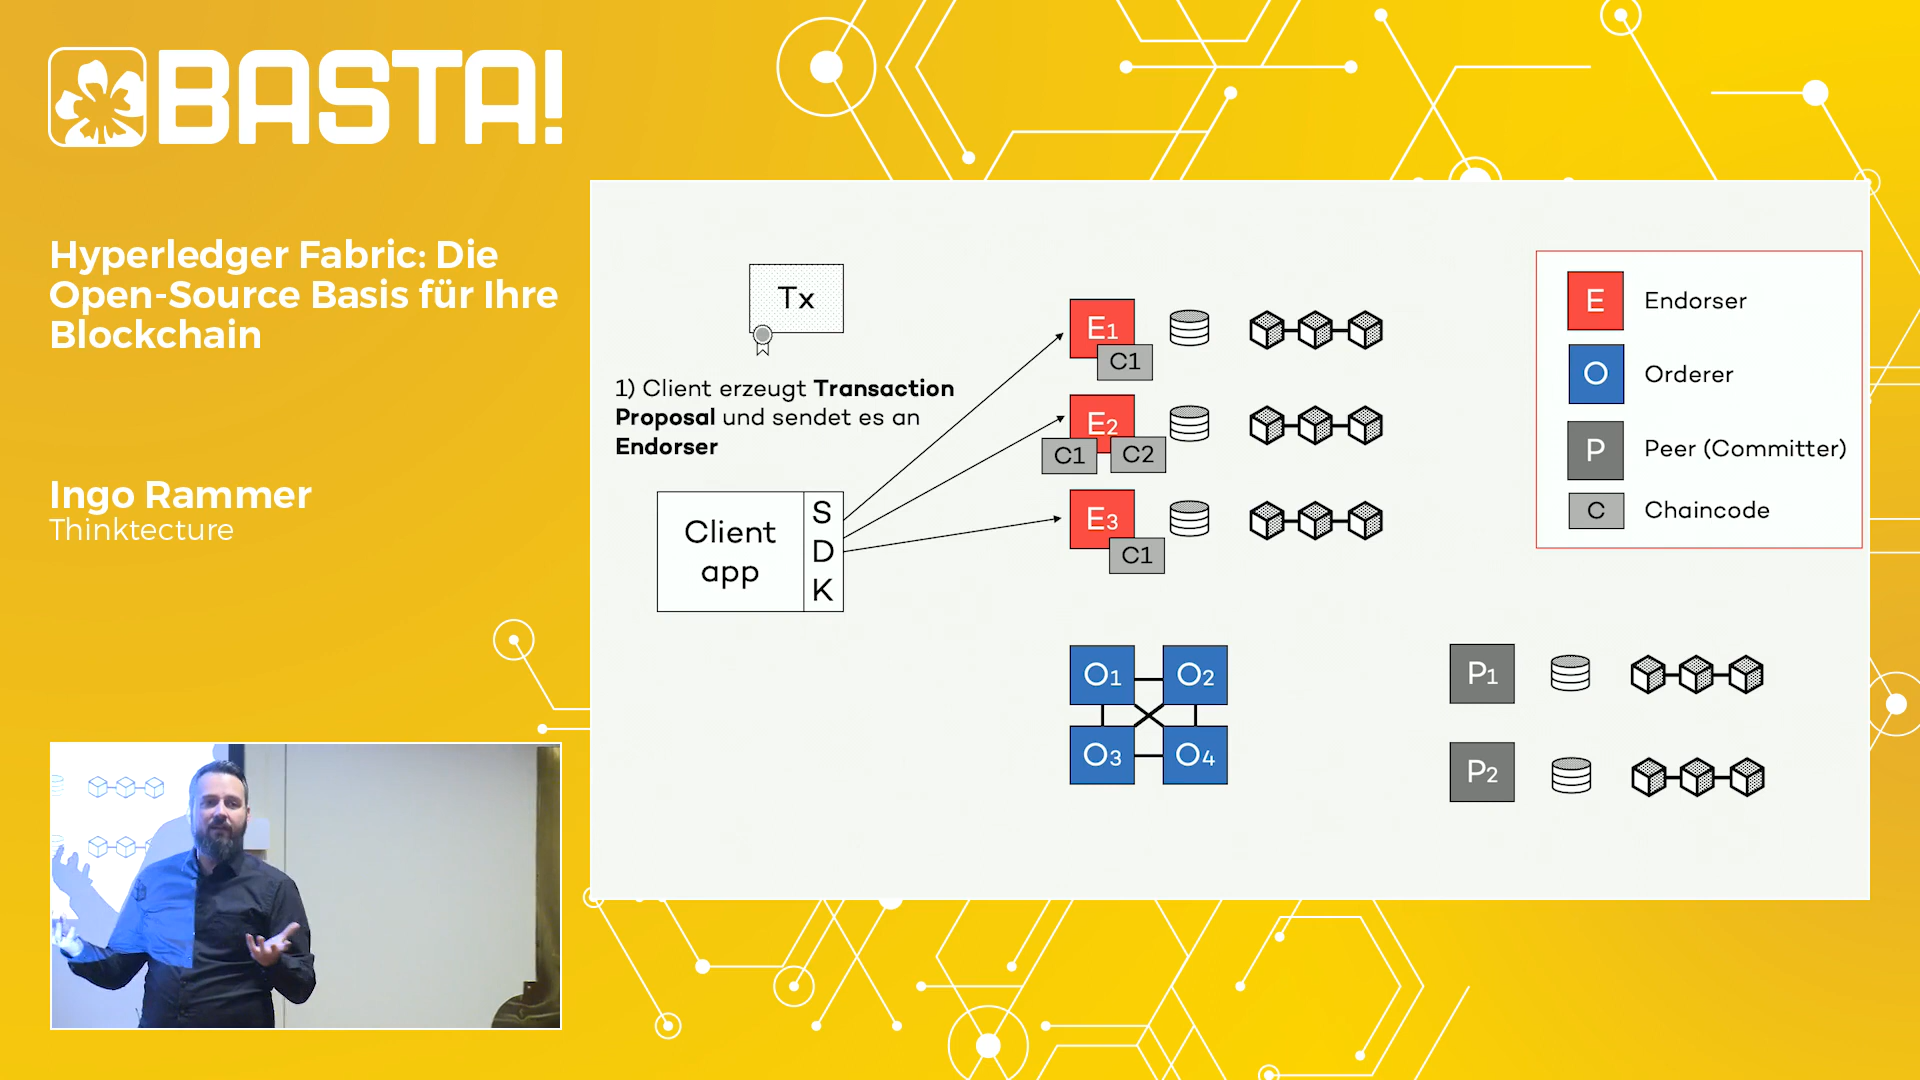 BASTA!
Hyperledger Fabric: Die
Open-Source Basis für Ihre
Blockchain
Ingo Rammer
Thinktecture
Tx
1) Client erzeugt Transaction
Proposal und sendet es an
Endorser
Client
app
S
D
K
E1
C1
E2
C1
C2
E3
C1
O1
O2
O3
O4
E
Endorser
O
Orderer
P
Peer (Committer)
C
Chaincode
P1
P2